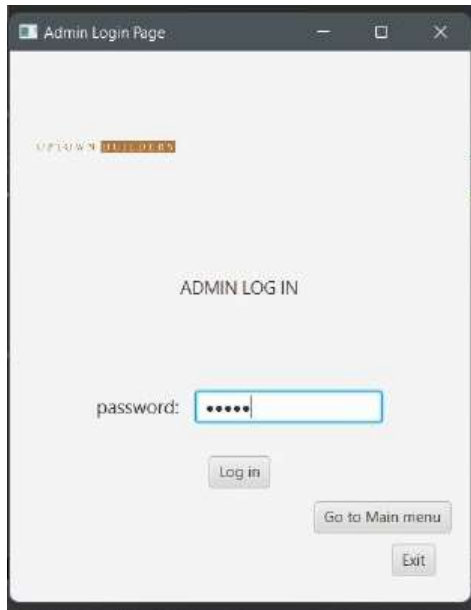 Admin Login Page
UPTOWN BUILDERS
ADMIN LOG IN
password: •••••
Log in
Go to Main menu
Exit